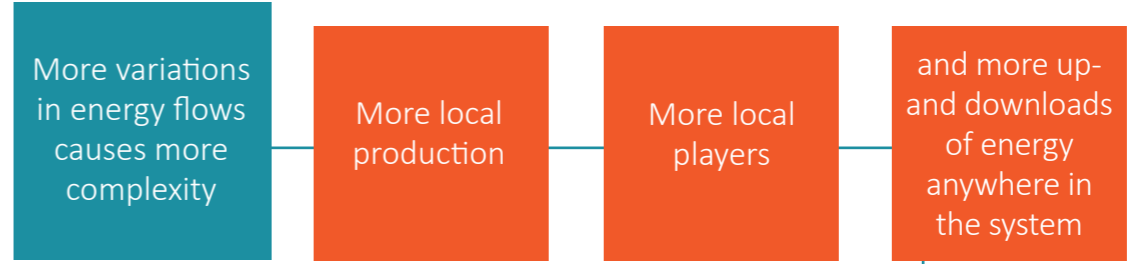 More variations
in energy flows
causes more
complexity
More local
production
More local
players
and more up-
and downloads
of energy
anywhere in
the system